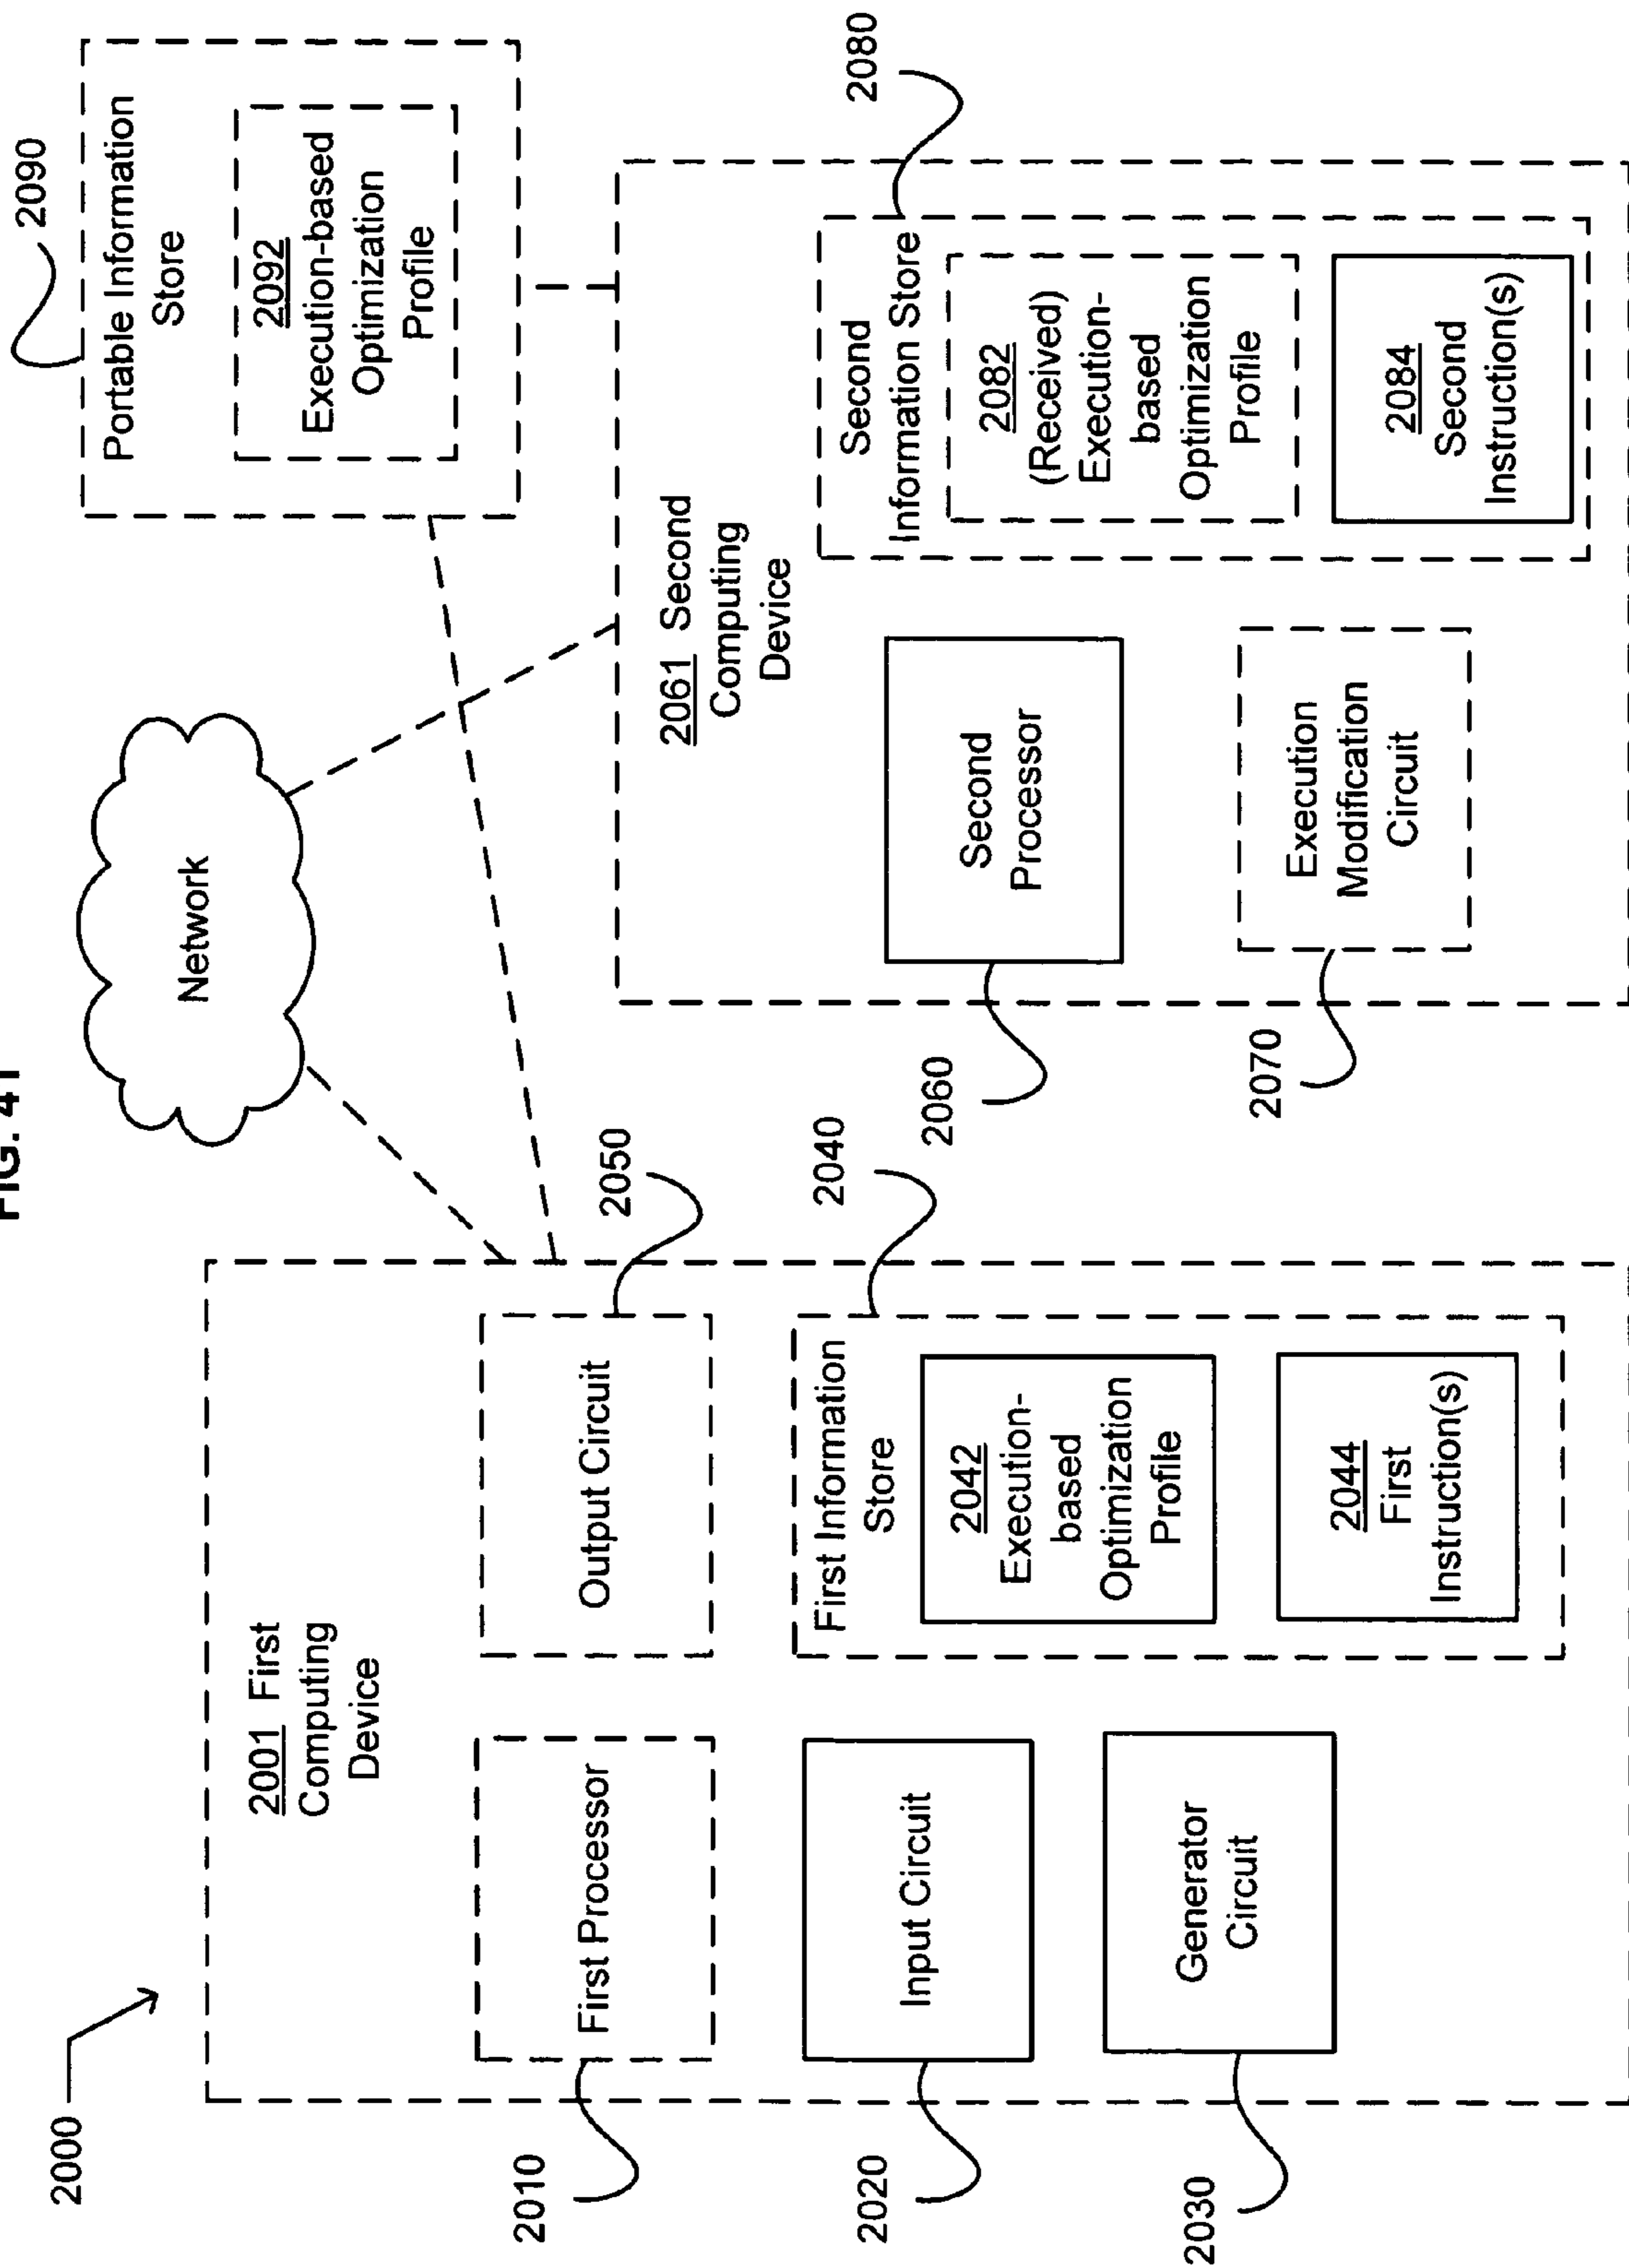 FIG. 41
2000
2001 First
Computing
Device
2010
First Processor
Output Circuit
2050
2020
Input Circuit
2030
Generator
Circuit
2040
First Information
Store
2042
Execution-
based
Optimization
Profile
2044
First
Instruction(s)
Network
2090
Portable Information
Store
2092
Execution-based
Optimization
Profile
2061 Second
Computing
Device
2060
Second
Processor
2070
Execution
Modification
Circuit
2080
Second
Information Store
2082
(Received)
Execution-
based
Optimization
Profile
2084
Second
Instruction(s)